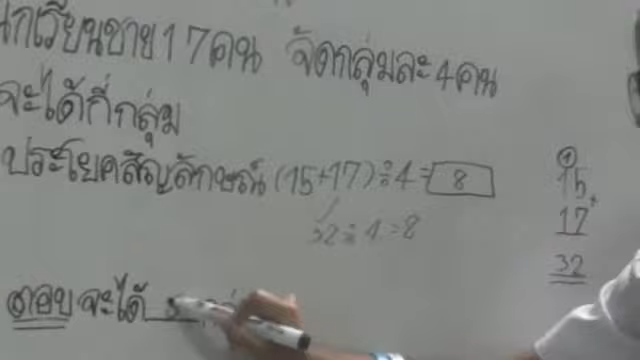 นักเรียนชาย 17 คน จัดกลุ่มละ 4 คน
จะได้กี่กลุ่ม
ประโยคสัญลักษณ์ (15+17)÷4= 8
32÷4=8
ตอบ จะได้ 8
1
15
+
17
32